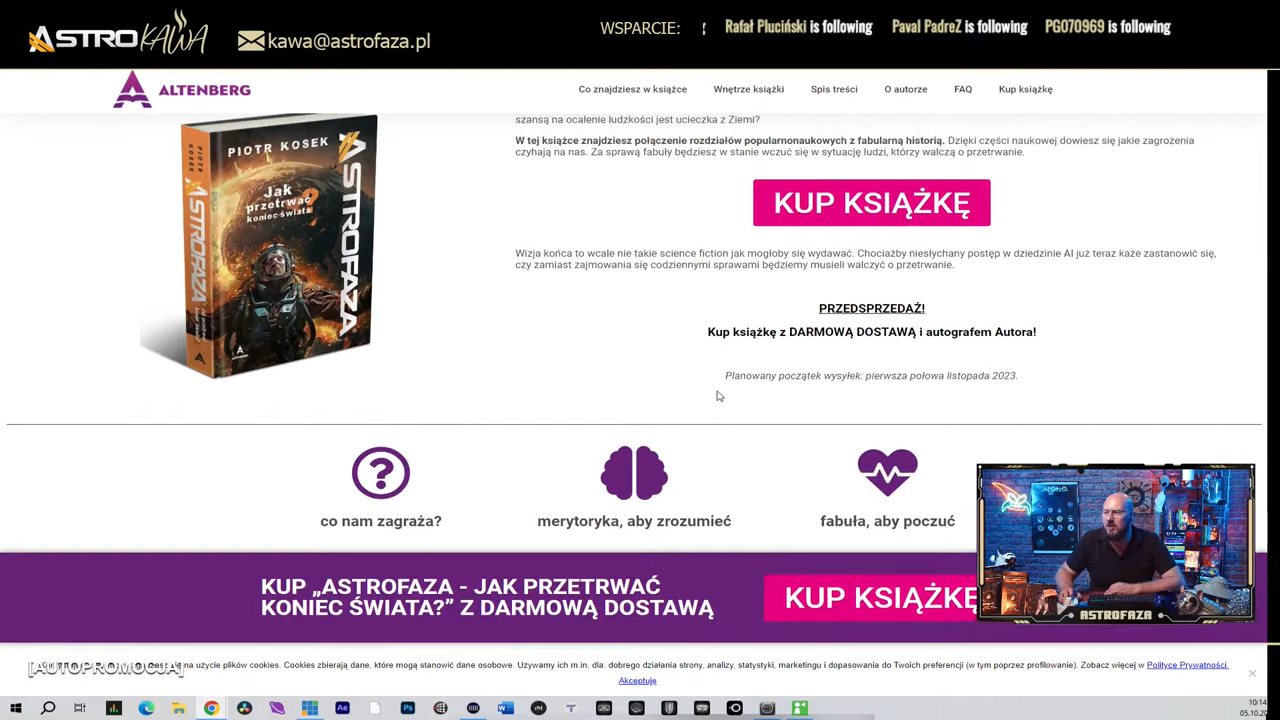 ASTROKAWA
kawa@astrofaza.pl
WSPARCIE:
Rafał Pluciński is following
Paval PadreZ is following
PG070969 is following
ALTENBERG
Co znajdziesz w książce
Wnętrze książki
Spis treści
O autorze
FAQ
Kup książkę
szansą na ocalenie ludzkości jest ucieczka z Ziemi?
W tej książce znajdziesz połączenie rozdziałów popularnonaukowych z fabularną historią. Dzięki części naukowej dowiesz się jakie zagrożenia
czyhają na nas. Za sprawą fabuły będziesz w stanie wczuć się w sytuację ludzi, którzy walczą o przetrwanie.
KUP KSIĄŻKĘ
Wizja końca to wcale nie takie science fiction jak mogłoby się wydawać. Chociażby niesłychany postęp w dziedzinie AI już teraz każe zastanowić się,
czy zamiast zajmowania się codziennymi sprawami będziemy musieli walczyć o przetrwanie.
PRZEDSPRZEDAŻ!
Kup książkę z DARMOWĄ DOSTAWĄ i autografem Autora!
Planowany początek wysyłek: pierwsza połowa listopada 2023.
PIOTR KOSEK
Jak
przetrwać
koniec świata
?
ASTROFAZA
PIOTR KOSEK
ASTROFAZA
co nam zagraża?
merytoryka, aby zrozumieć
fabuła, aby poczuć
KUP „ASTROFAZA - JAK PRZETRWAĆ
KONIEC ŚWIATA?” Z DARMOWĄ DOSTAWĄ
KUP KSIĄŻKĘ
ASTROFAZA
[AUTOPROMOCJA]
na użycie plików cookies. Cookies zbierają dane, które mogą stanowić dane osobowe. Używamy ich m in. dla: dobrego działania strony, analizy, statystyki, marketingu i dopasowania do Twoich preferencji (w tym poprzez profilowanie). Zobacz więcej w Polityce Prywatności.
Akceptuję
10:14
05.10.20